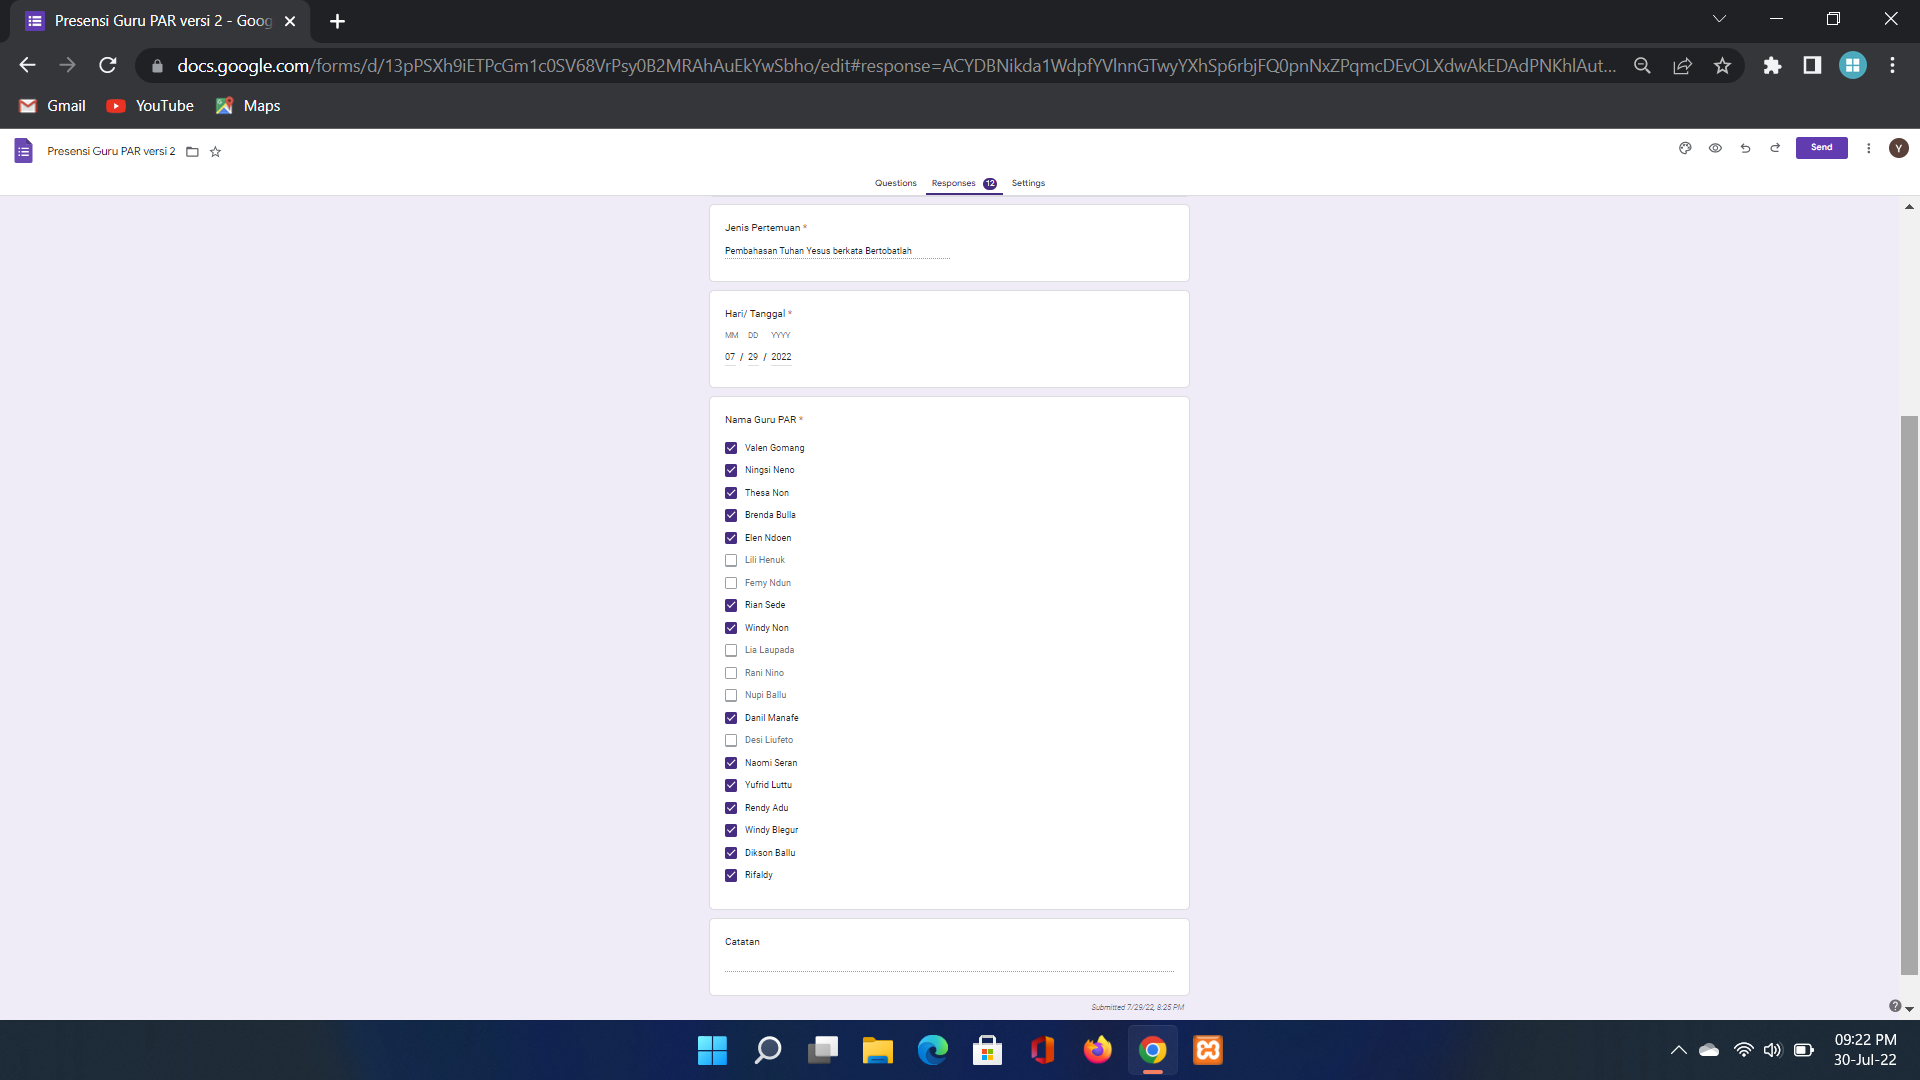 Presensi Guru PAR versi 2 - Goog
docs.google.com/forms/d/13pPSXh9iETPcGm1c0SV68VrPsy0B2MRAhAuEkYwSbho/edit#response=ACYDBNikda1WdpfYVlnnGTwyYXhSp6rbjFQ0pnNxZPqmcDEvOLXdwAkEDAdPNKhlAut...
Gmail YouTube Maps
Presensi Guru PAR versi 2
Send
Y
Questions Responses 12 Settings
Jenis Pertemuan *
Pembahasan Tuhan Yesus berkata Bertobatlah
Hari/ Tanggal *
MM DD YYYY
07 / 29 / 2022
Nama Guru PAR *
Valen Gomang
Ningsi Neno
Thesa Non
Brenda Bulla
Elen Ndoen
Lili Henuk
Femy Ndun
Rian Sede
Windy Non
Lia Laupada
Rani Nino
Nupi Ballu
Danil Manafe
Desi Liufeto
Naomi Seran
Yufrid Luttu
Rendy Adu
Windy Blegur
Dikson Ballu
Rifaldy
Catatan
Submitted 7/29/22, 8:25 PM
09:22 PM
30-Jul-22